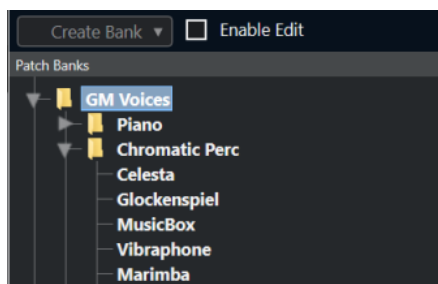 Create Bank Enable Edit
Patch Banks
GM Voices
Piano
Chromatic Perc
Celesta
Glockenspiel
MusicBox
Vibraphone
Marimba